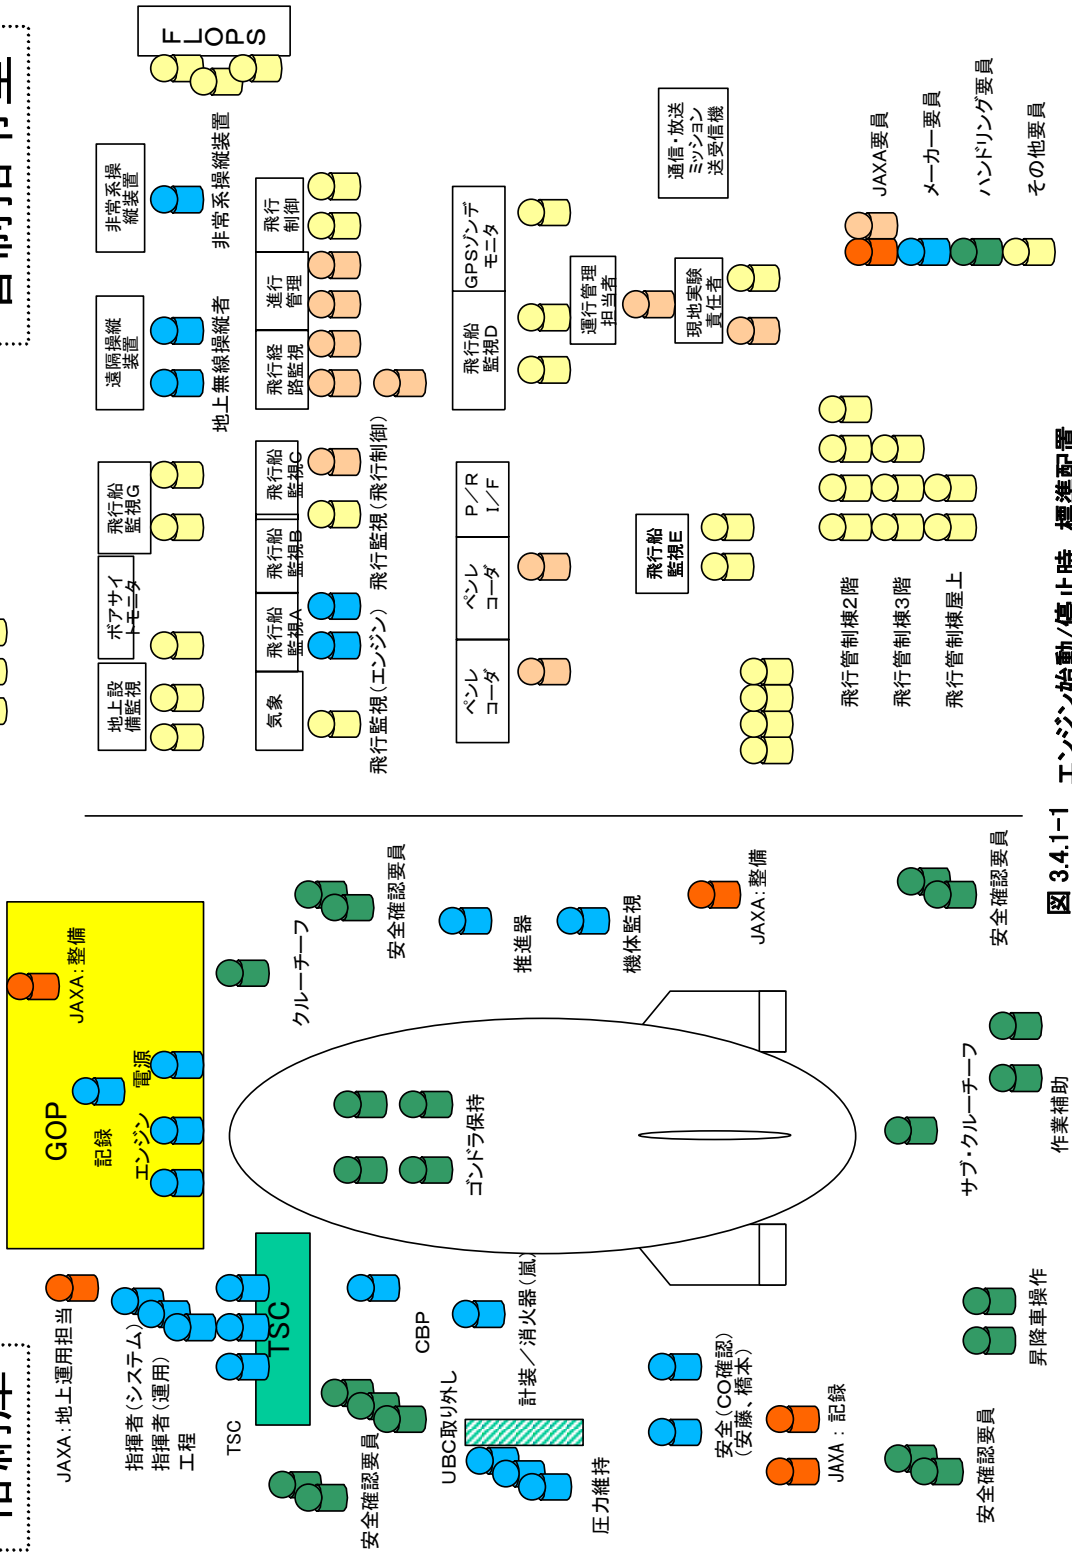 FLOPS
非常系操
縦装置
非常系操縦装置
遠隔操縦
装置
地上無線操縦者
飛行船
監視G
ボアサイ
トモニタ
地上設
備監視
飛行
制御
進行
管理
飛行経
路監視
飛行船
監視C
飛行船
監視B
飛行船
監視A
気象
飛行監視(飛行制御)
飛行監視(エンジン)
GPSゾンデ
モニタ
飛行船
監視D
P/R
I/F
ペンレ
コーダ
ペンレ
コーダ
運行管理
担当者
通信・放送
ミッション
送受信機
現地実験
責任者
飛行船
監視E
JAXA要員
メーカー要員
ハンドリング要員
その他要員
飛行管制棟2階
飛行管制棟3階
飛行管制棟屋上
GOP
JAXA:整備
記録
電源
エンジン
JAXA:地上運用担当
指揮者(システム)
指揮者(運用)
工程
TSC
TSC
クルーチーフ
安全確認要員
推進器
機体監視
JAXA:整備
安全確認要員
ゴンドラ保持
CBP
計装/消火器(嵐)
UBC取り外し
安全確認要員
圧力維持
安全(CO確認)
(安藤、橋本)
JAXA:記録
サブ・クルーチーフ
作業補助
昇降車操作
安全確認要員
図 3.4.1-1 エンジン始動/停止時 標準配置